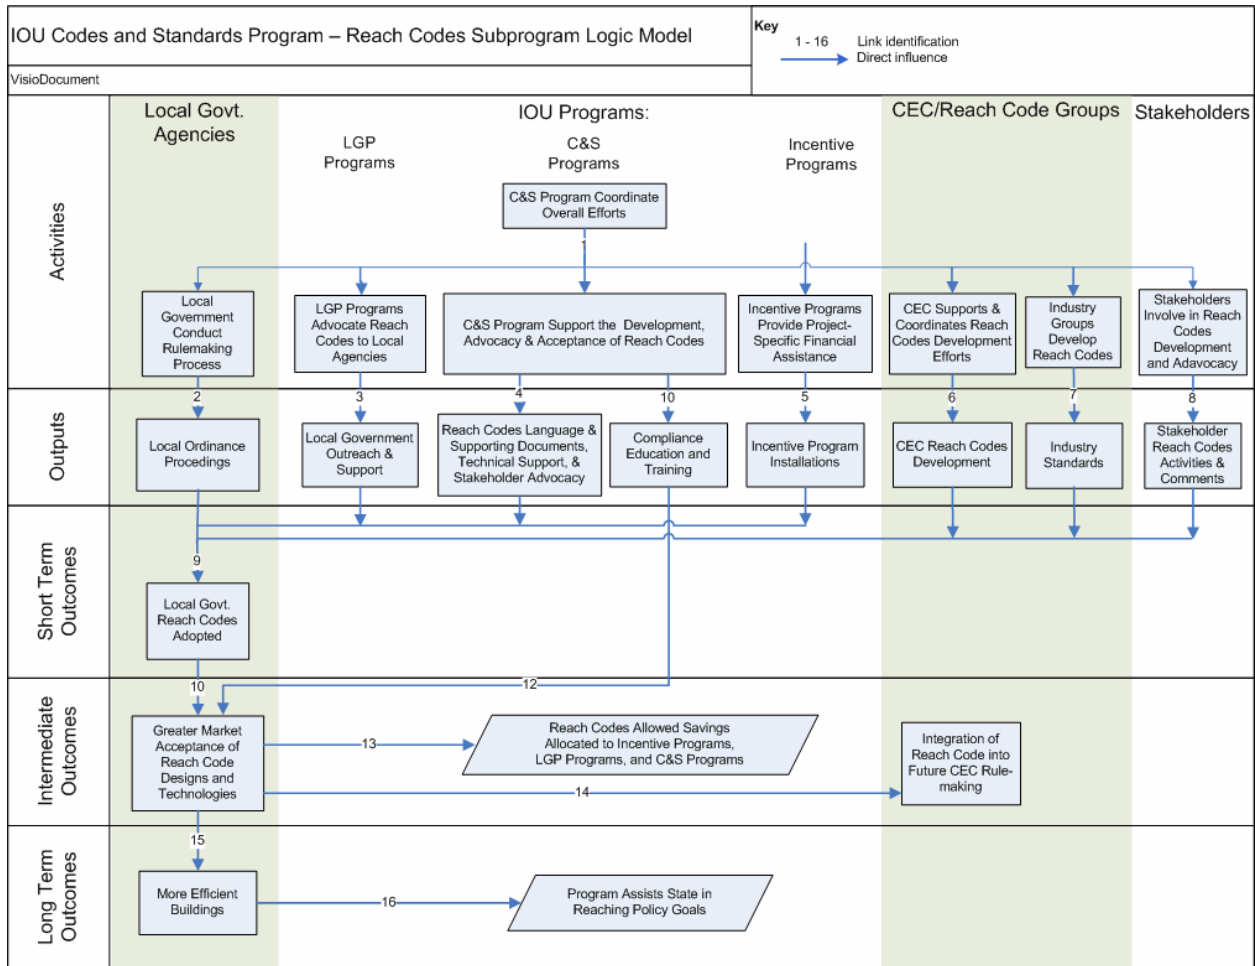 IOU Codes and Standards Program – Reach Codes Subprogram Logic Model
VisioDocument
Key
1 - 16
Link identification
Direct influence
Local Govt.
Agencies
IOU Programs:
LGP
Programs
C&S
Programs
Incentive
Programs
CEC/Reach Code Groups
Stakeholders
Activities
C&S Program Coordinate
Overall Efforts
1
Local
Government
Conduct
Rulemaking
Process
LGP Programs
Advocate Reach
Codes to Local
Agencies
C&S Program Support the Development,
Advocacy & Acceptance of Reach Codes
Incentive Programs
Provide Project-
Specific Financial
Assistance
CEC Supports &
Coordinates Reach
Codes Development
Efforts
Industry
Groups
Develop
Reach Codes
Stakeholders
Involve in Reach
Codes
Development
and Adavocacy
2
3
4
10
5
6
7
8
Outputs
Local Ordinance
Procedings
Local Government
Outreach &
Support
Reach Codes Language &
Supporting Documents,
Technical Support, &
Stakeholder Advocacy
Compliance
Education and
Training
Incentive Program
Installations
CEC Reach Codes
Development
Industry
Standards
Stakeholder
Reach Codes
Activities &
Comments
Short Term
Outcomes
9
Local Govt.
Reach Codes
Adopted
Intermediate
Outcomes
10
12
Greater Market
Acceptance of
Reach Code
Designs and
Technologies
13
Reach Codes Allowed Savings
Allocated to Incentive Programs,
LGP Programs, and C&S Programs
14
Integration of
Reach Code into
Future CEC Rule-
making
Long Term
Outcomes
15
More Efficient
Buildings
16
Program Assists State in
Reaching Policy Goals